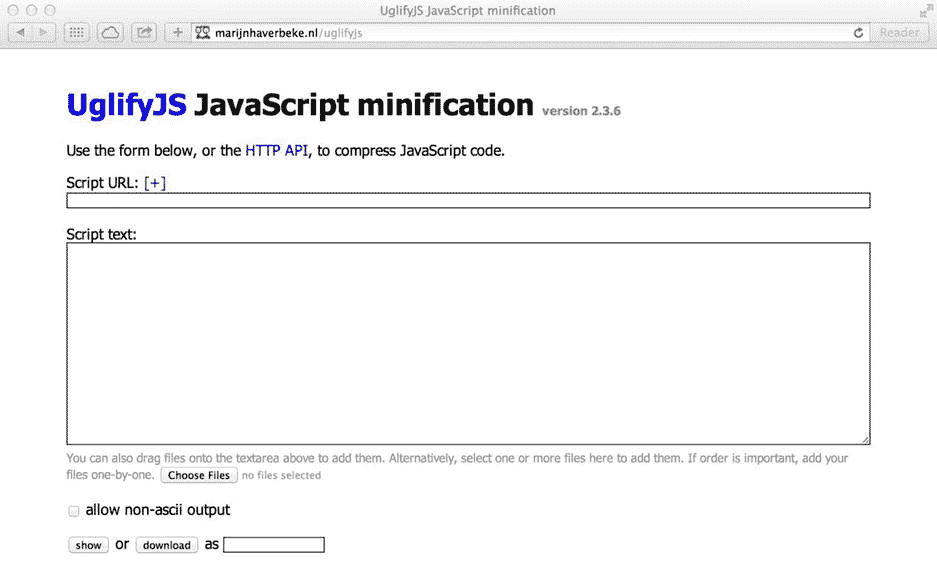 UglifyJS JavaScript minification
marijnhaverbeke.nl/uglifyjs
Reader
UglifyJS JavaScript minification version 2.3.6
Use the form below, or the HTTP API, to compress JavaScript code.
Script URL: [+]
Script text:
You can also drag files onto the textarea above to add them. Alternatively, select one or more files here to add them. If order is important, add your
files one-by-one. Choose Files no files selected
allow non-ascii output
show or download as